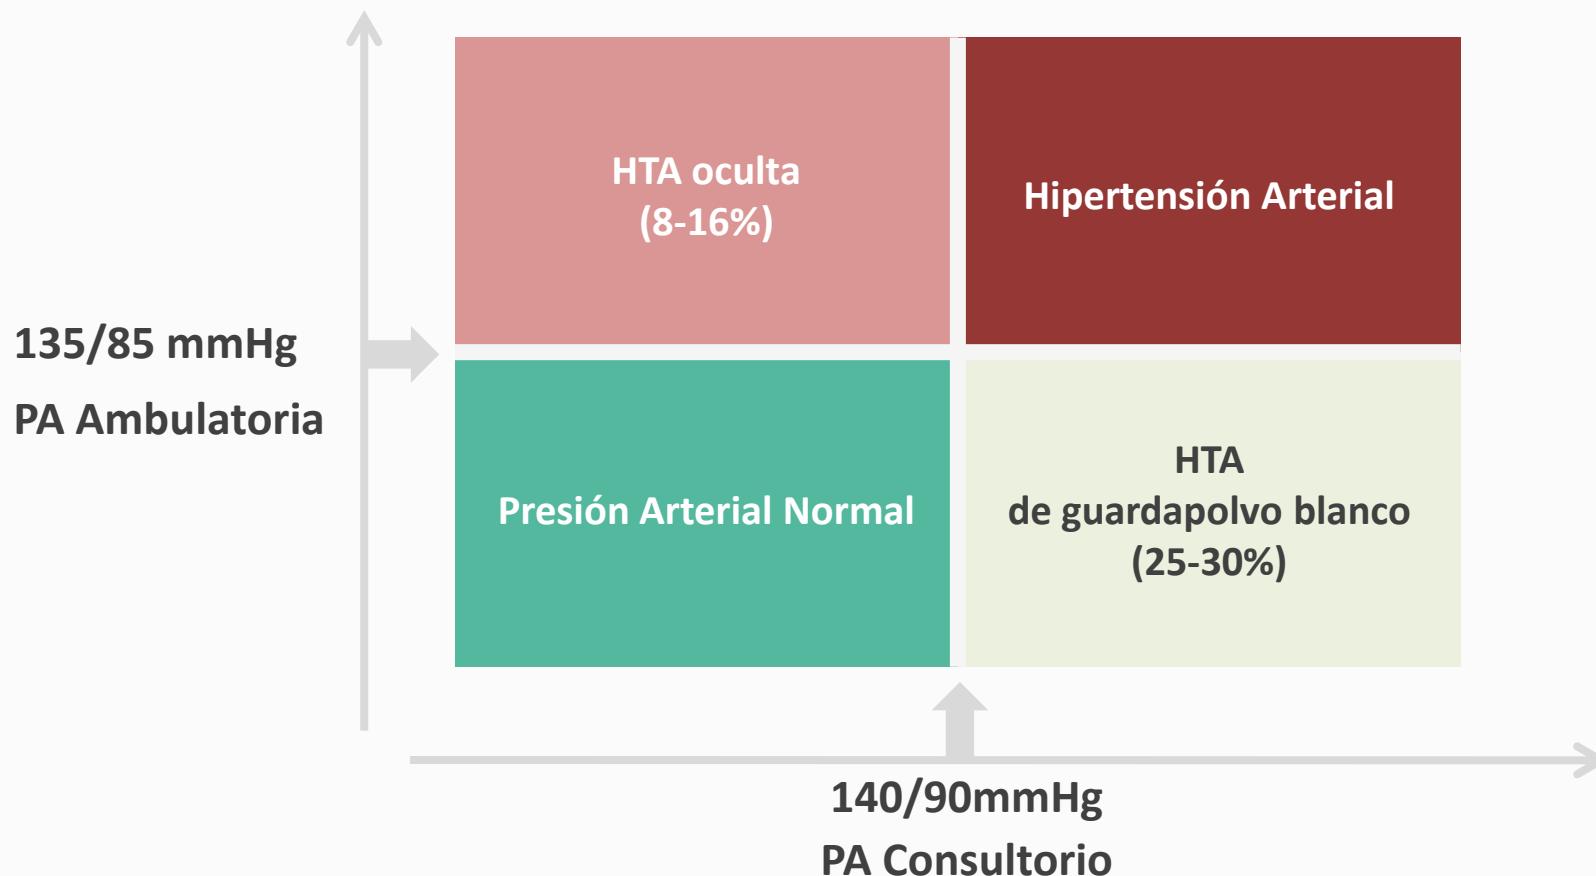 HTA oculta
(8-16%)
Hipertensión Arterial
135/85 mmHg
PA Ambulatoria
Presión Arterial Normal
HTA
de guardapolvo blanco
(25-30%)
140/90mmHg
PA Consultorio